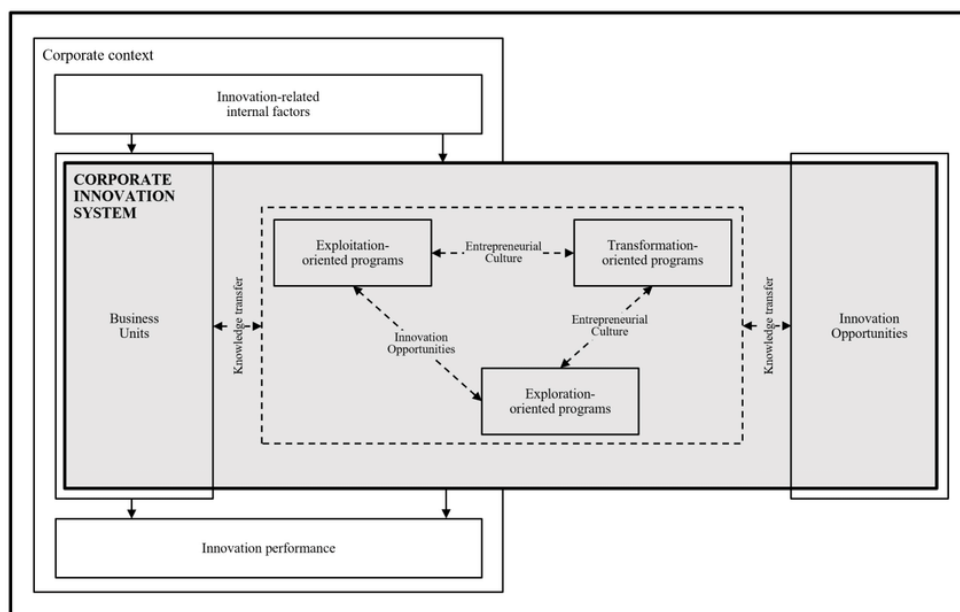 Corporate context
Innovation-related
internal factors
CORPORATE
INNOVATION
SYSTEM
Exploitation-
oriented programs
Entrepreneurial
Culture
Transformation-
oriented programs
Business
Units
Knowledge transfer
Innovation
Opportunities
Entrepreneurial
Culture
Knowledge transfer
Innovation
Opportunities
Exploration-
oriented programs
Innovation performance